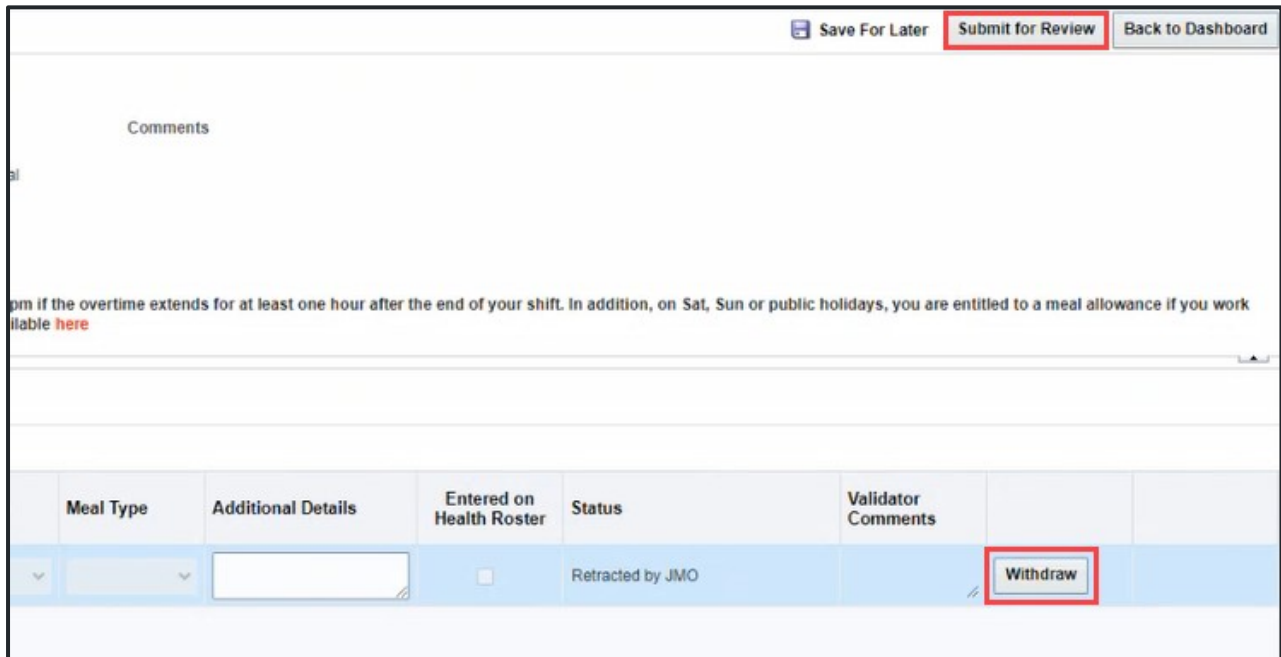 Save For Later Submit for Review Back to Dashboard
Comments
al
pm if the overtime extends for at least one hour after the end of your shift. In addition, on Sat, Sun or public holidays, you are entitled to a meal allowance if you work
ilable here
Meal Type Additional Details Entered on Health Roster Status Validator Comments
Retracted by JMO Withdraw